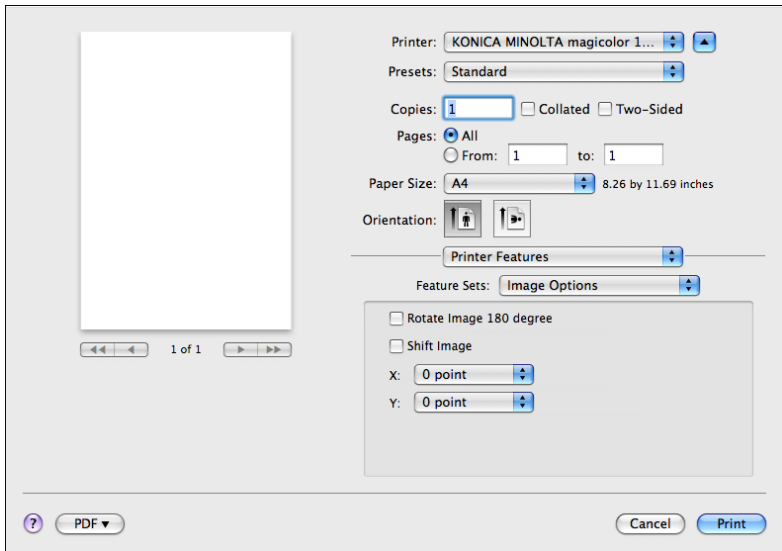 Printer: KONICA MINOLTA magicolor 1...
Presets: Standard
Copies: 1 Collated Two-Sided
Pages: All
From: 1 to: 1
Paper Size: A4 8.26 by 11.69 inches
Orientation:
Printer Features
Feature Sets: Image Options
Rotate Image 180 degree
Shift Image
X: 0 point
Y: 0 point
1 of 1
? PDF ▼ Cancel Print